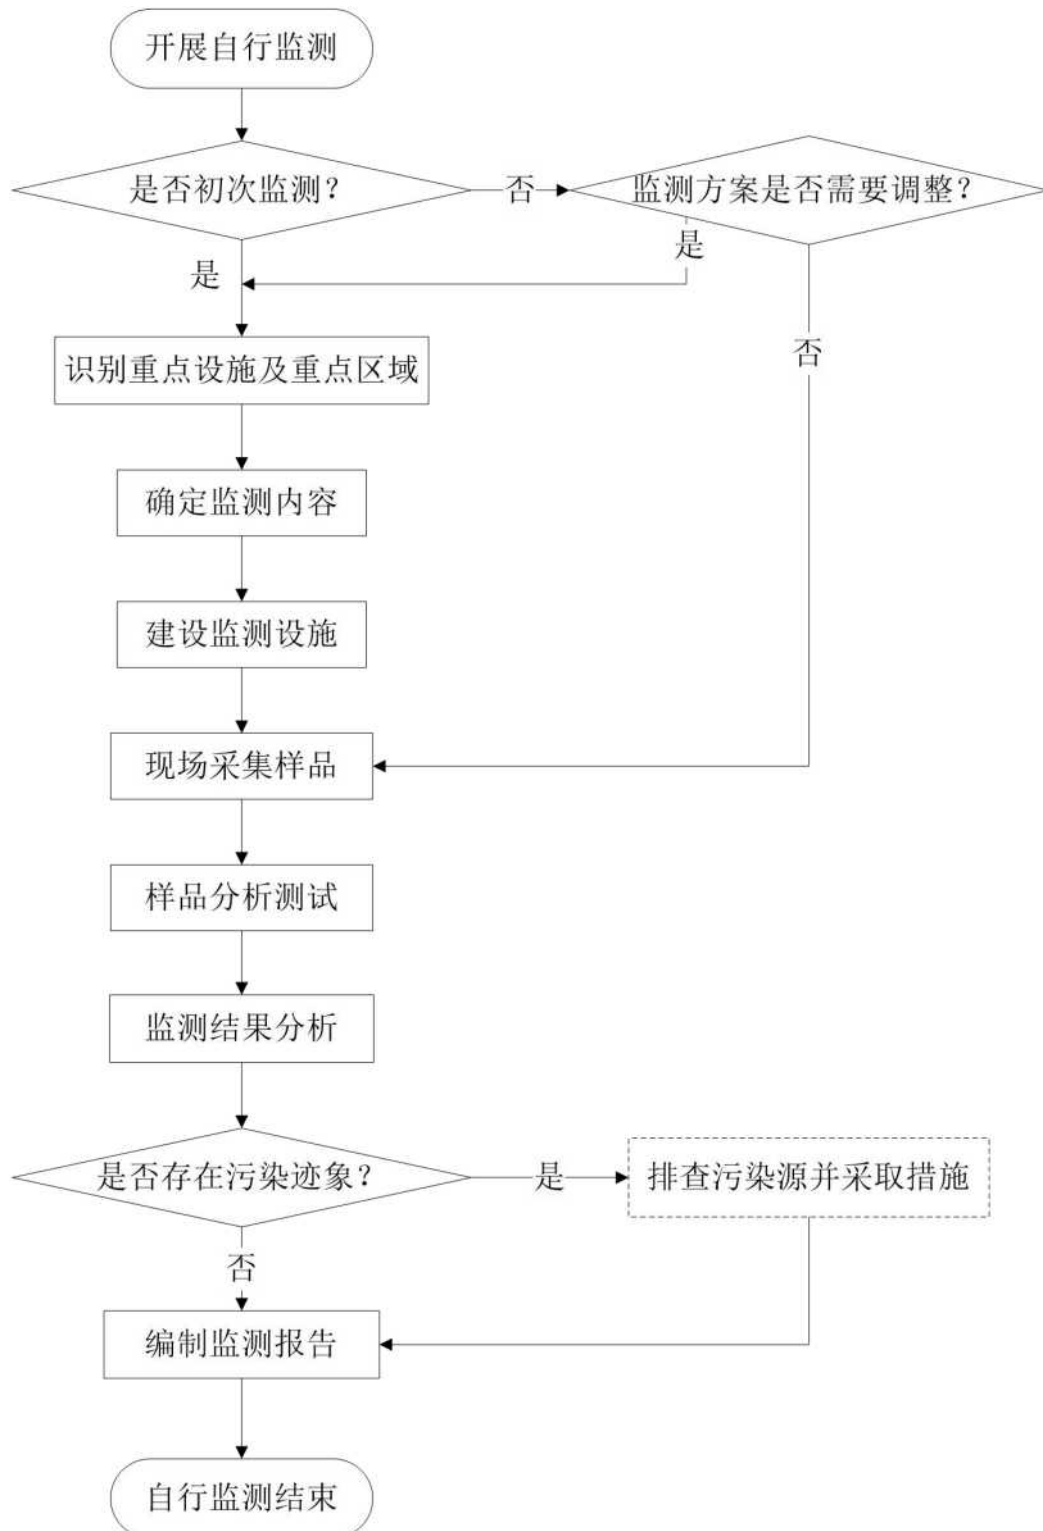 开展自行监测
是否初次监测？
否
监测方案是否需要调整？
是
是
识别重点设施及重点区域
否
确定监测内容
建设监测设施
现场采集样品
样品分析测试
监测结果分析
是否存在污染迹象？
是
排查污染源并采取措施
否
编制监测报告
自行监测结束